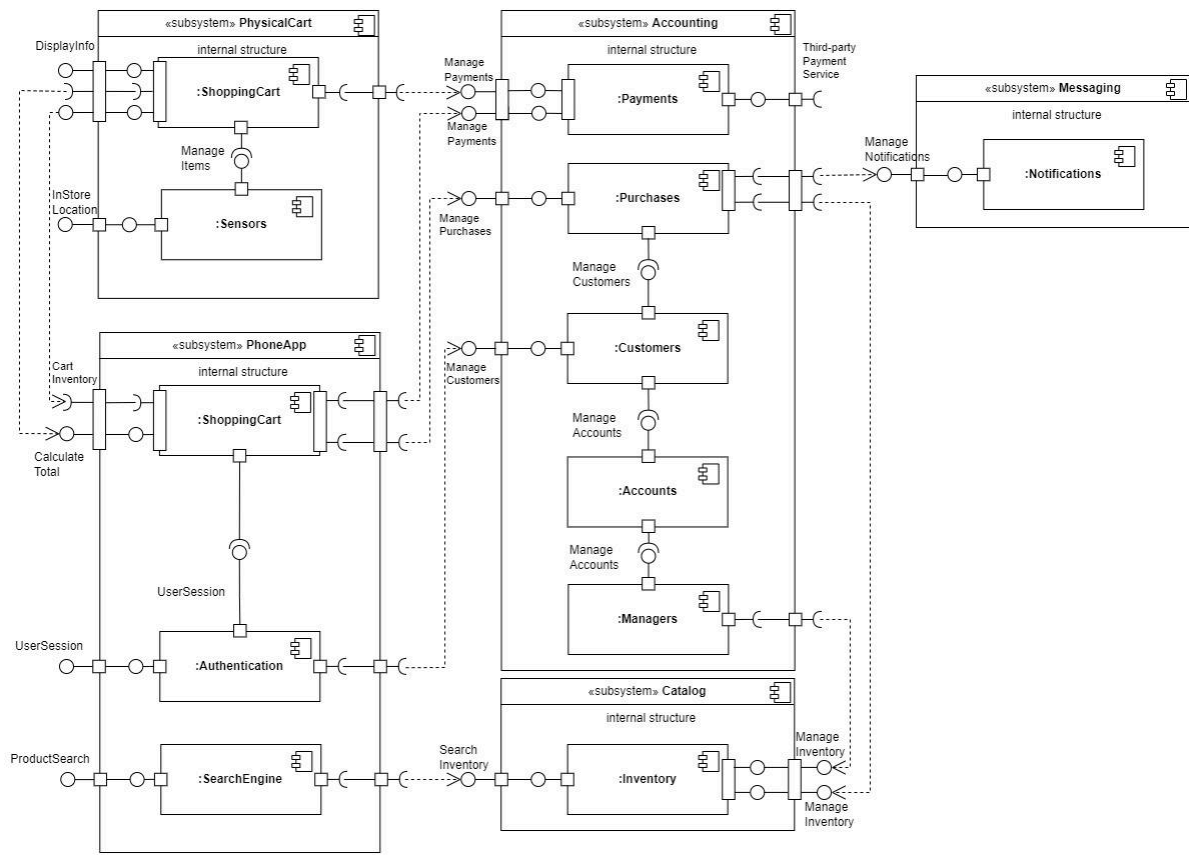 «subsystem» PhysicalCart
internal structure
DisplayInfo
:ShoppingCart
Manage
Items
InStore
Location
:Sensors
«subsystem» PhoneApp
internal structure
Cart
Inventory
:ShoppingCart
Calculate
Total
UserSession
UserSession
:Authentication
ProductSearch
:SearchEngine
«subsystem» Accounting
internal structure
Manage
Payments
Manage
Payments
:Payments
Third-party
Payment
Service
Manage
Purchases
:Purchases
Manage
Customers
Manage
Customers
:Customers
Manage
Accounts
:Accounts
Manage
Accounts
:Managers
«subsystem» Messaging
internal structure
Manage
Notifications
:Notifications
«subsystem» Catalog
internal structure
Search
Inventory
:Inventory
Manage
Inventory
Manage
Inventory